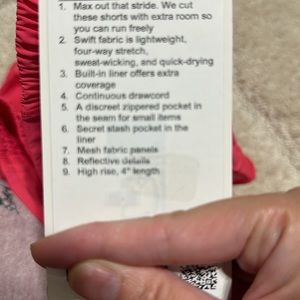 1. Max out that stride. We cut
these shorts with extra room so
you can run freely
2. Swift fabric is lightweight,
four-way stretch,
sweat-wicking, and quick-drying
3. Built-in liner offers extra
coverage
4. Continuous drawcord
5. A discreet zippered pocket in
the seam for small items
6. Secret stash pocket in the
liner
7. Mesh fabric panels
8. Reflective details
9. High rise, 4" length